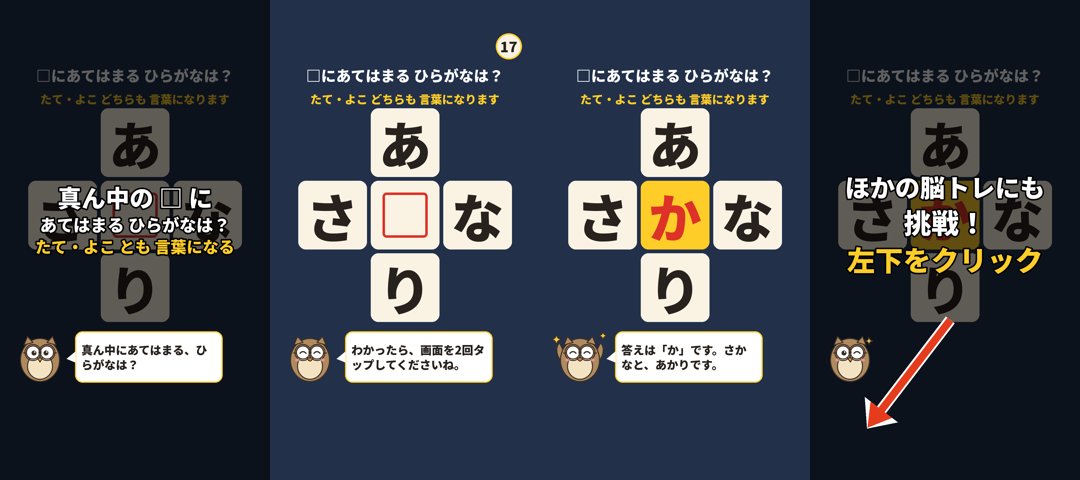 □にあてはまる ひらがなは？
たて・よこ どちらも 言葉になります
あ
真ん中の □ に
あてはまる ひらがなは？
たて・よこ とも 言葉になる
り
真ん中にあてはまる、ひ
らがなは？
17
□にあてはまる ひらがなは？
たて・よこ どちらも 言葉になります
あ
さ □ な
り
わかったら、画面を2回タ
ップしてくださいね。
□にあてはまる ひらがなは？
たて・よこ どちらも 言葉になります
あ
さ か な
り
答えは「か」です。さか
なと、あかりです。
□にあてはまる ひらがなは？
たて・よこ どちらも 言葉になります
あ
さ か な
ほかの脳トレにも
挑戦！
左下をクリック
り